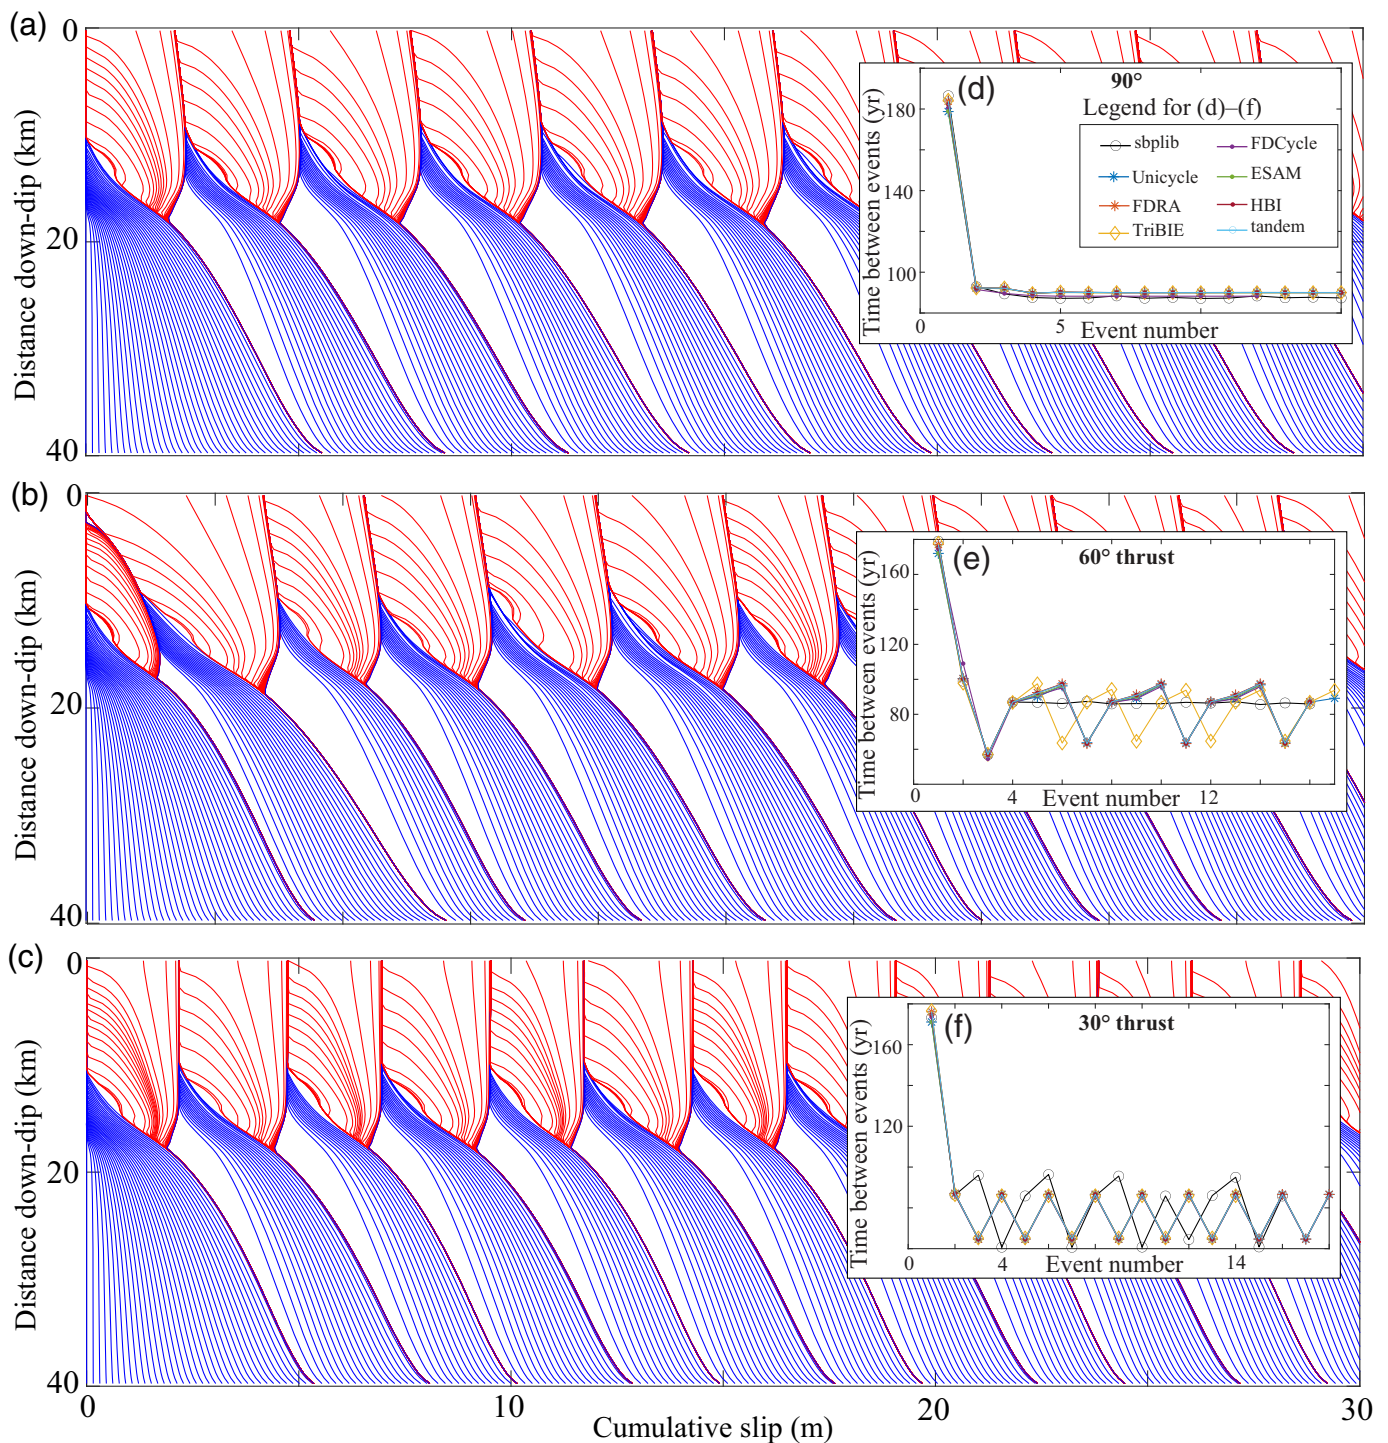 (a)
0
20
40
Distance down-dip (km)
(d)
90°
Legend for (d)–(f)
sbplib
FDCycle
Unicycle
ESAM
FDRA
HBI
TriBIE
tandem
180
140
100
Time between events (yr)
0
5
Event number
(b)
0
20
40
Distance down-dip (km)
(e)
60° thrust
160
120
80
Time between events (yr)
0
4
12
Event number
(c)
0
20
40
Distance down-dip (km)
(f)
30° thrust
160
120
Time between events (yr)
0
4
14
Event number
0
10
20
30
Cumulative slip (m)